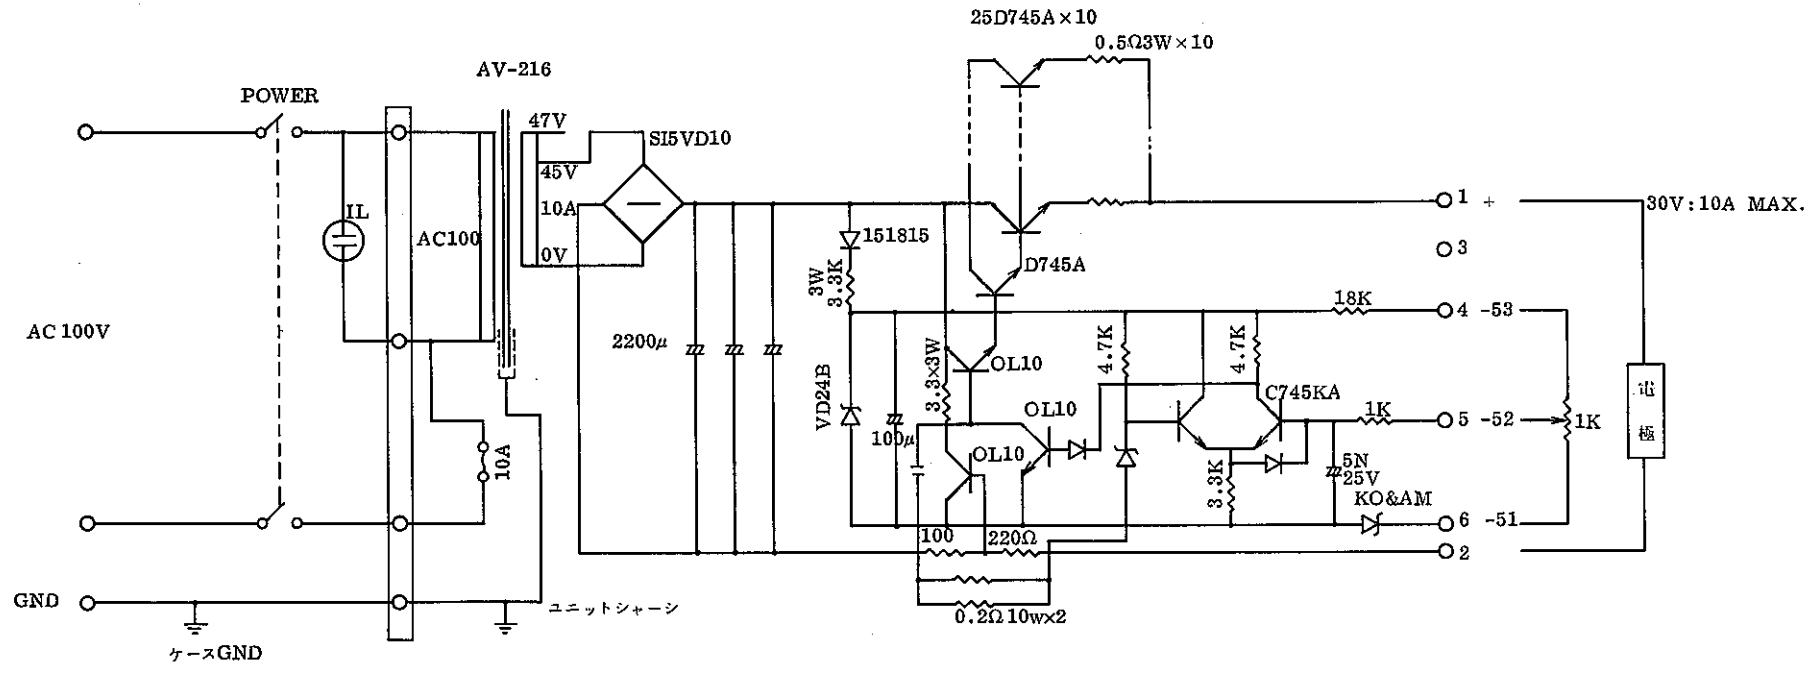 25D745A×10
0.5Ω3W×10
AV-216
POWER
47V
SI5VD10
45V
10A
0V
IL
AC100
AC 100V
2200μ
151815
3W
3.3K
D745A
1 +
30V:10A MAX.
3
18K
4 -53
4.7K
4.7K
OL10
3.3×3W
VD24B
100μ
OL10
OL10
C745KA
1K
5 -52
1K
電極
10A
3.3K
5N
25V
KO&AM
6 -51
100
220Ω
2
GND
ユニットシャーシ
0.2Ω10w×2
ケースGND